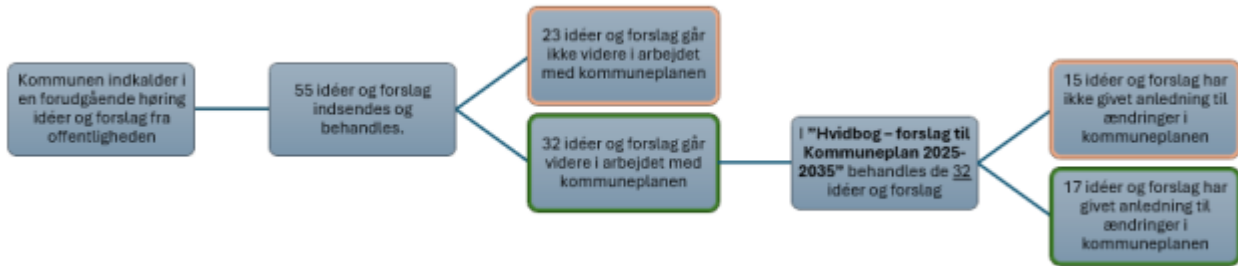 Kommunen indkalder i
en forudgående høring
idéer og forslag fra
offentligheden
55 idéer og forslag
indsendes og
behandles.
23 idéer og forslag går
ikke videre i arbejdet
med kommuneplanen
32 idéer og forslag går
videre i arbejdet med
kommuneplanen
I "Hvidbog – forslag til
Kommuneplan 2025-
2035" behandles de 32
idéer og forslag
15 idéer og forslag har
ikke givet anledning til
ændringer i
kommuneplanen
17 idéer og forslag har
givet anledning til
ændringer i
kommuneplanen